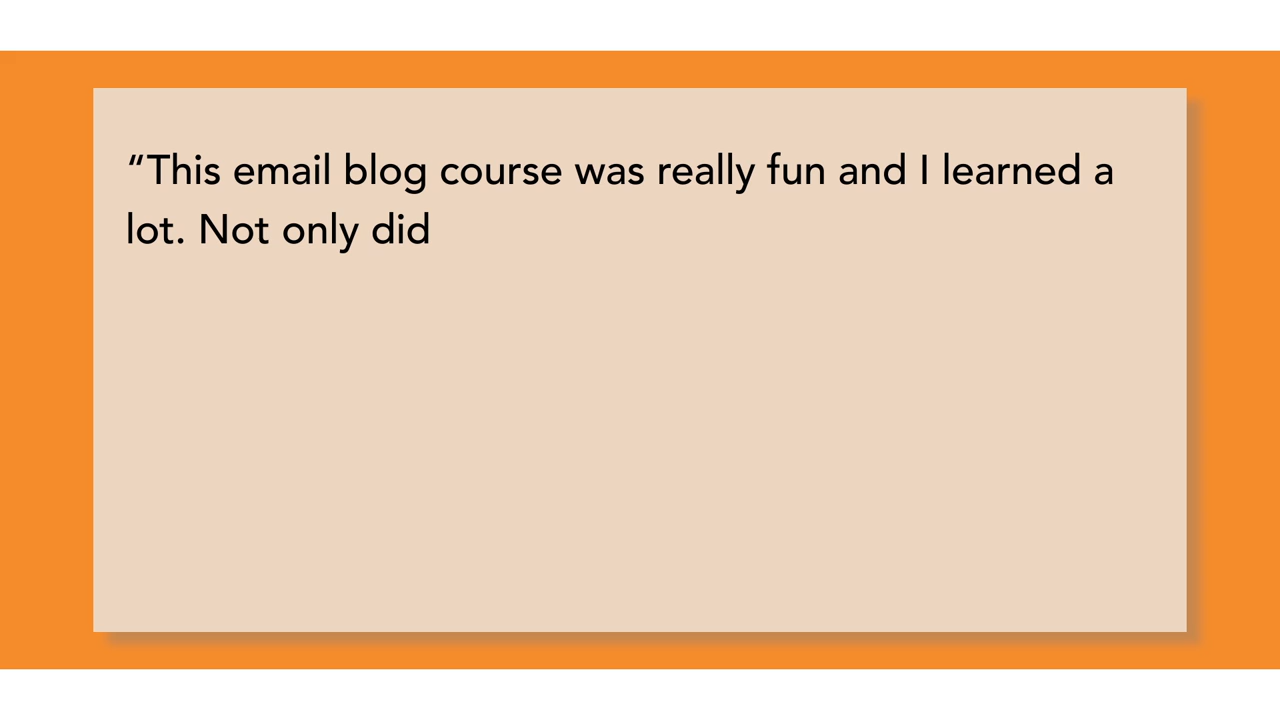 “This email blog course was really fun and I learned a
lot. Not only did